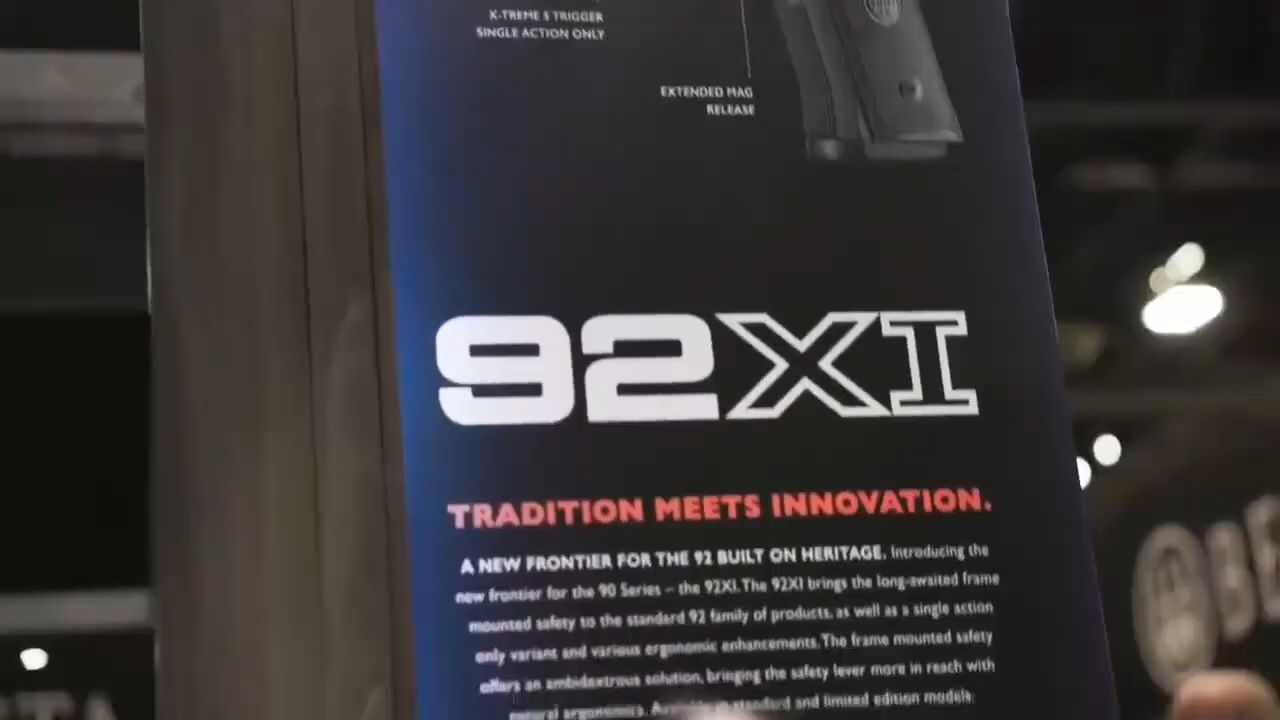 X-TREME S TRIGGER
SINGLE ACTION ONLY
EXTENDED MAG
RELEASE
92XI
TRADITION MEETS INNOVATION.
A NEW FRONTIER FOR THE 92 BUILT ON HERITAGE. Introducing the
new frontier for the 90 Series – the 92XI. The 92XI brings the long-awaited frame
mounted safety to the standard 92 family of products, as well as a single action
only variant and various ergonomic enhancements. The frame mounted safety
offers an ambidextrous solution, bringing the safety lever more in reach with
natural ergonomics. standard and limited edition models